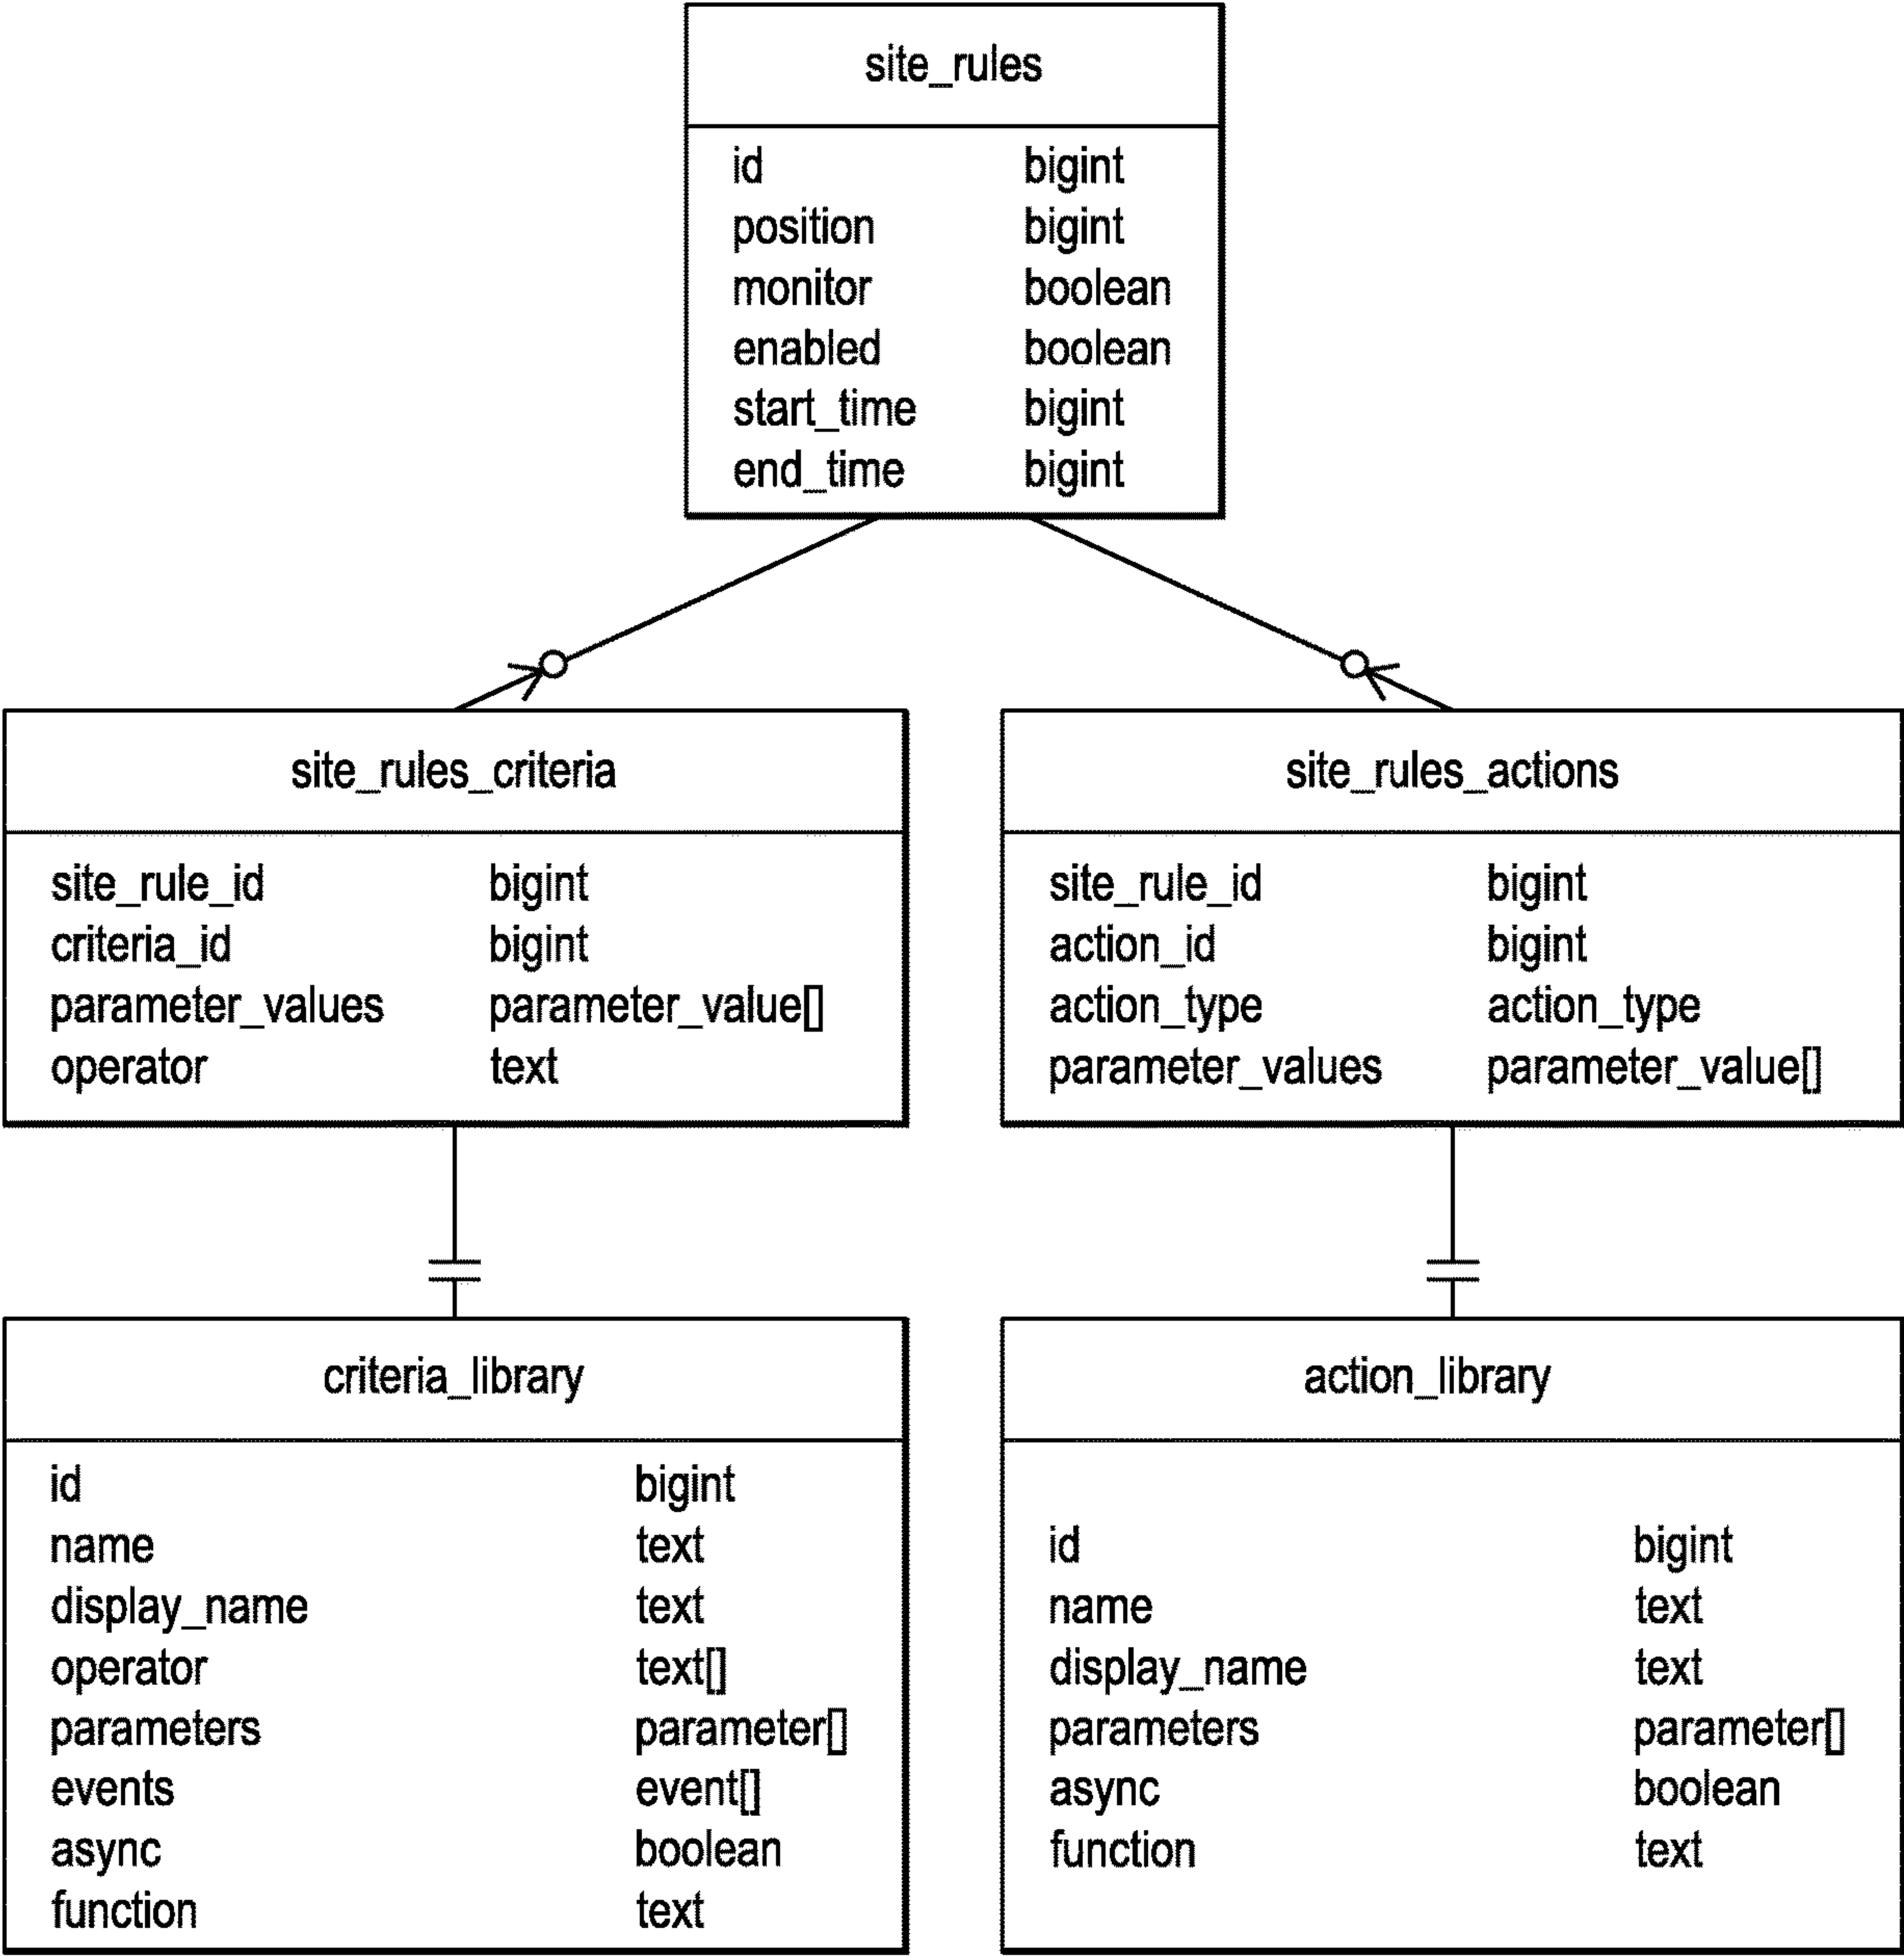 site_rules
id bigint
position bigint
monitor boolean
enabled boolean
start_time bigint
end_time bigint
site_rules_criteria
site_rule_id bigint
criteria_id bigint
parameter_values parameter_value[]
operator text
site_rules_actions
site_rule_id bigint
action_id bigint
action_type action_type
parameter_values parameter_value[]
criteria_library
id bigint
name text
display_name text
operator text[]
parameters parameter[]
events event[]
async boolean
function text
action_library
id bigint
name text
display_name text
parameters parameter[]
async boolean
function text